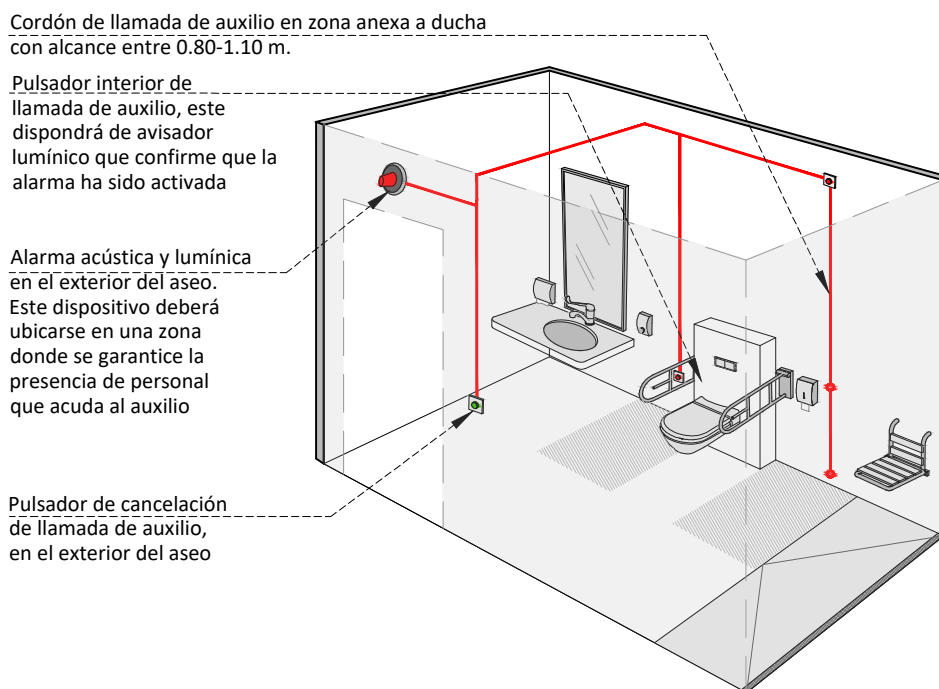 Cordón de llamada de auxilio en zona anexa a ducha
con alcance entre 0.80-1.10 m.
Pulsador interior de
llamada de auxilio, este
dispondrá de avisador
lumínico que confirme que la
alarma ha sido activada
Alarma acústica y lumínica
en el exterior del aseo.
Este dispositivo deberá
ubicarse en una zona
donde se garantice la
presencia de personal
que acuda al auxilio
Pulsador de cancelación
de llamada de auxilio,
en el exterior del aseo